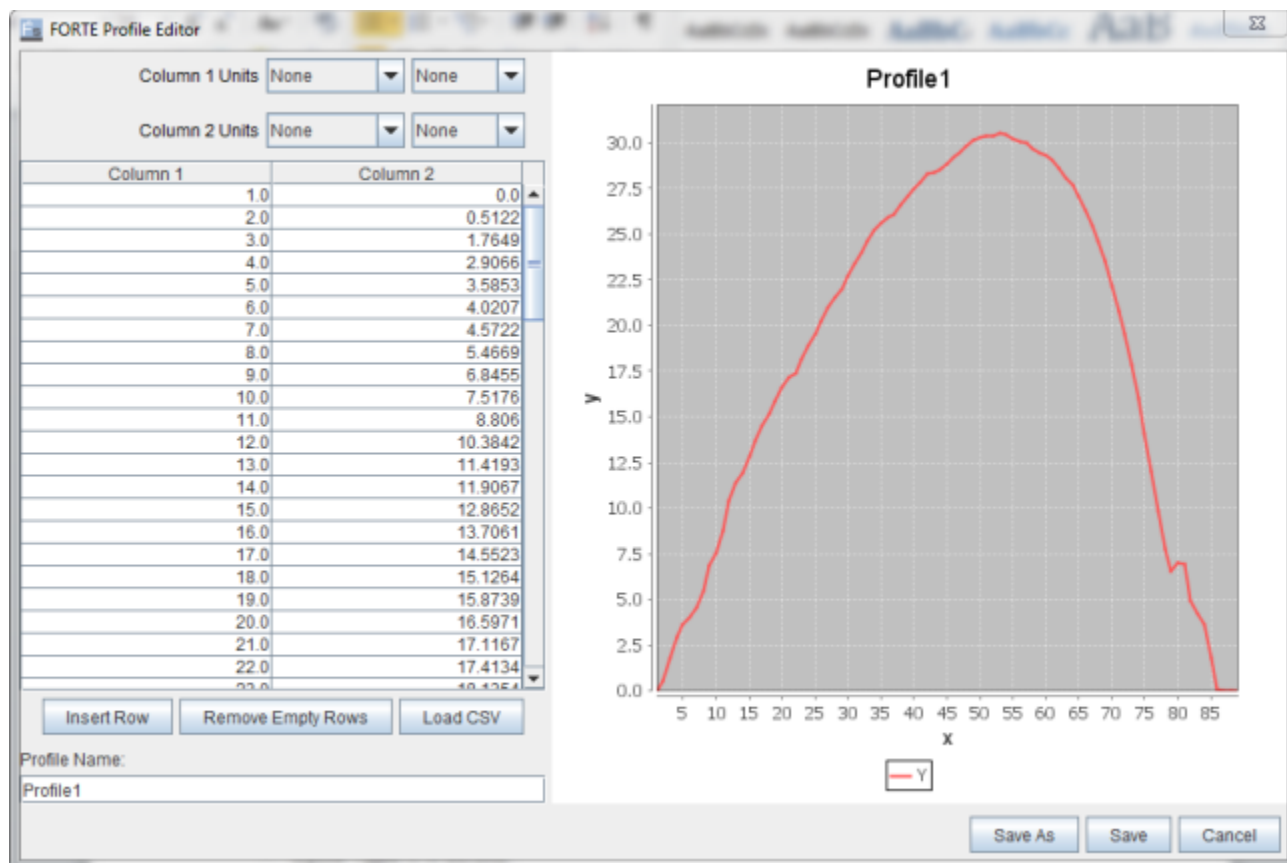 FORTE Profile Editor
Column 1 Units None None
Column 2 Units None None
Column 1 Column 2
1.0 0.0
2.0 0.5122
3.0 1.7649
4.0 2.9066
5.0 3.5853
6.0 4.0207
7.0 4.5722
8.0 5.4669
9.0 6.8455
10.0 7.5176
11.0 8.806
12.0 10.3842
13.0 11.4193
14.0 11.9067
15.0 12.8652
16.0 13.7061
17.0 14.5523
18.0 15.1264
19.0 15.8739
20.0 16.5971
21.0 17.1167
22.0 17.4134
Insert Row Remove Empty Rows Load CSV
Profile Name:
Profile1
Profile1
30.0
27.5
25.0
22.5
20.0
17.5
15.0
12.5
10.0
7.5
5.0
2.5
0.0
y
5 10 15 20 25 30 35 40 45 50 55 60 65 70 75 80 85
x
Y
Save As Save Cancel